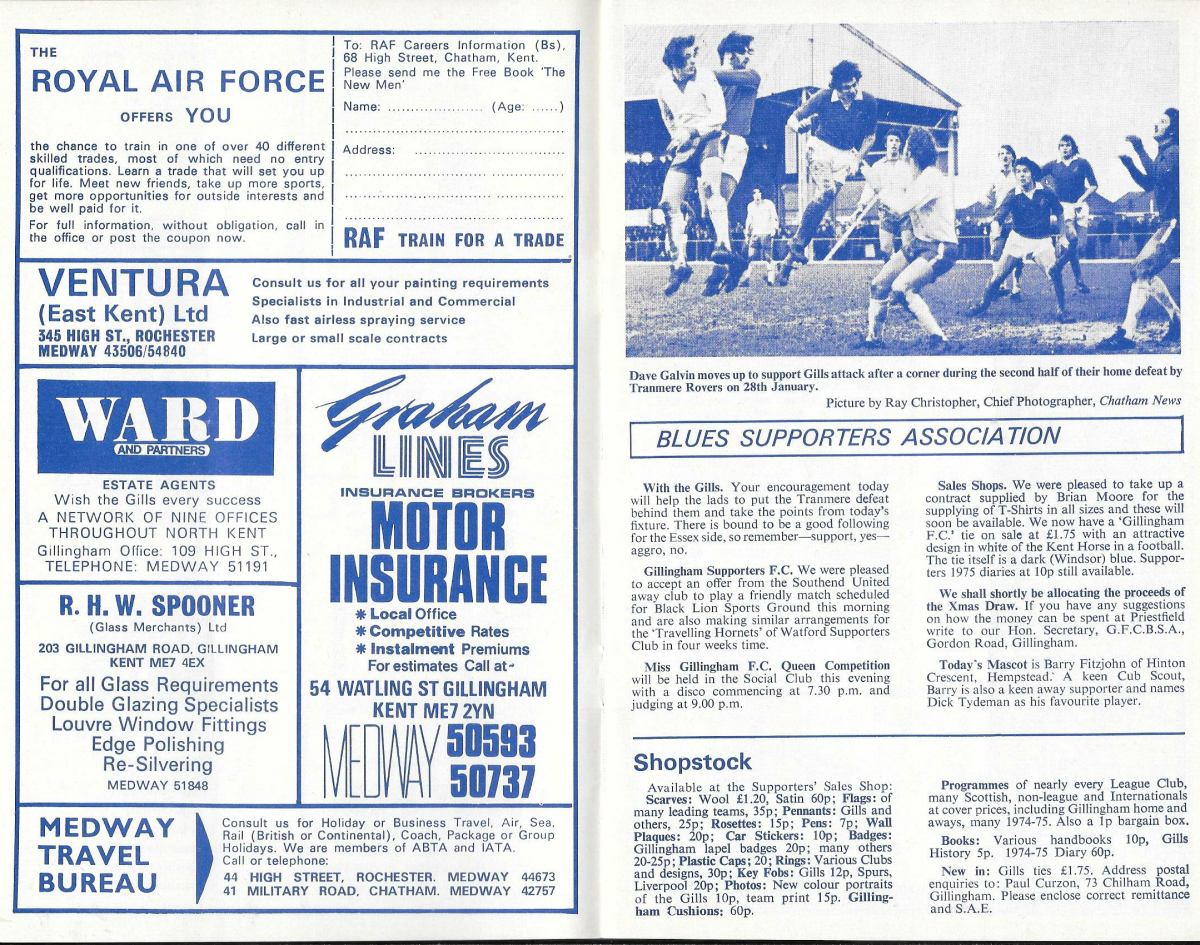 THE
ROYAL AIR FORCE
OFFERS YOU
the chance to train in one of over 40 different
skilled trades, most of which need no entry
qualifications. Learn a trade that will set you up
for life. Meet new friends, take up more sports,
get more opportunities for outside interests and
be well paid for it.
For full information, without obligation, call in
the office or post the coupon now.
To: RAF Careers Information (Bs),
68 High Street, Chatham, Kent.
Please send me the Free Book 'The
New Men'
Name: ...................... (Age: ......)
Address: ...................................
RAF TRAIN FOR A TRADE
VENTURA
(East Kent) Ltd
345 HIGH ST., ROCHESTER
MEDWAY 43506/54840
Consult us for all your painting requirements
Specialists in Industrial and Commercial
Also fast airless spraying service
Large or small scale contracts
WARD
AND PARTNERS
ESTATE AGENTS
Wish the Gills every success
A NETWORK OF NINE OFFICES
THROUGHOUT NORTH KENT
Gillingham Office: 109 HIGH ST.,
TELEPHONE: MEDWAY 51191
R. H. W. SPOONER
(Glass Merchants) Ltd
203 GILLINGHAM ROAD, GILLINGHAM
KENT ME7 4EX
For all Glass Requirements
Double Glazing Specialists
Louvre Window Fittings
Edge Polishing
Re-Silvering
MEDWAY 51848
Graham
LINES
INSURANCE BROKERS
MOTOR
INSURANCE
* Local Office
* Competitive Rates
* Instalment Premiums
For estimates Call at-
54 WATLING ST GILLINGHAM
KENT ME7 2YN
MEDWAY 50593
50737
MEDWAY
TRAVEL
BUREAU
Consult us for Holiday or Business Travel, Air, Sea,
Rail (British or Continental), Coach, Package or Group
Holidays. We are members of ABTA and IATA.
Call or telephone:
44 HIGH STREET, ROCHESTER. MEDWAY 44673
41 MILITARY ROAD, CHATHAM. MEDWAY 42757
Dave Galvin moves up to support Gills attack after a corner during the second half of their home defeat by
Tranmere Rovers on 28th January.
Picture by Ray Christopher, Chief Photographer, Chatham News
BLUES SUPPORTERS ASSOCIATION
With the Gills. Your encouragement today
will help the lads to put the Tranmere defeat
behind them and take the points from today's
fixture. There is bound to be a good following
for the Essex side, so remember—support, yes—
aggro, no.
Gillingham Supporters F.C. We were pleased
to accept an offer from the Southend United
away club to play a friendly match scheduled
for Black Lion Sports Ground this morning
and are also making similar arrangements for
the 'Travelling Hornets' of Watford Supporters
Club in four weeks time.
Miss Gillingham F.C. Queen Competition
will be held in the Social Club this evening
with a disco commencing at 7.30 p.m. and
judging at 9.00 p.m.
Sales Shops. We were pleased to take up a
contract supplied by Brian Moore for the
supplying of T-Shirts in all sizes and these will
soon be available. We now have a 'Gillingham
F.C.' tie on sale at £1.75 with an attractive
design in white of the Kent Horse in a football.
The tie itself is a dark (Windsor) blue. Suppor-
ters 1975 diaries at 10p still available.
We shall shortly be allocating the proceeds of
the Xmas Draw. If you have any suggestions
on how the money can be spent at Priestfield
write to our Hon. Secretary, G.F.C.B.S.A.,
Gordon Road, Gillingham.
Today's Mascot is Barry Fitzjohn of Hinton
Crescent, Hempstead. A keen Cub Scout,
Barry is also a keen away supporter and names
Dick Tydeman as his favourite player.
Shopstock
Available at the Supporters' Sales Shop:
Scarves: Wool £1.20, Satin 60p; Flags: of
many leading teams, 35p; Pennants: Gills and
others, 25p; Rosettes: 15p; Pens: 7p; Wall
Plaques: 20p; Car Stickers: 10p; Badges:
Gillingham lapel badges 20p; many others
20-25p; Plastic Caps; 20; Rings: Various Clubs
and designs, 30p; Key Fobs: Gills 12p, Spurs,
Liverpool 20p; Photos: New colour portraits
of the Gills 10p, team print 15p. Gilling-
ham Cushions: 60p.
Programmes of nearly every League Club,
many Scottish, non-league and Internationals
at cover prices, including Gillingham home and
aways, many 1974-75. Also a 1p bargain box.
Books: Various handbooks 10p, Gills
History 5p. 1974-75 Diary 60p.
New in: Gills ties £1.75. Address postal
enquiries to: Paul Curzon, 73 Chilham Road,
Gillingham. Please enclose correct remittance
and S.A.E.